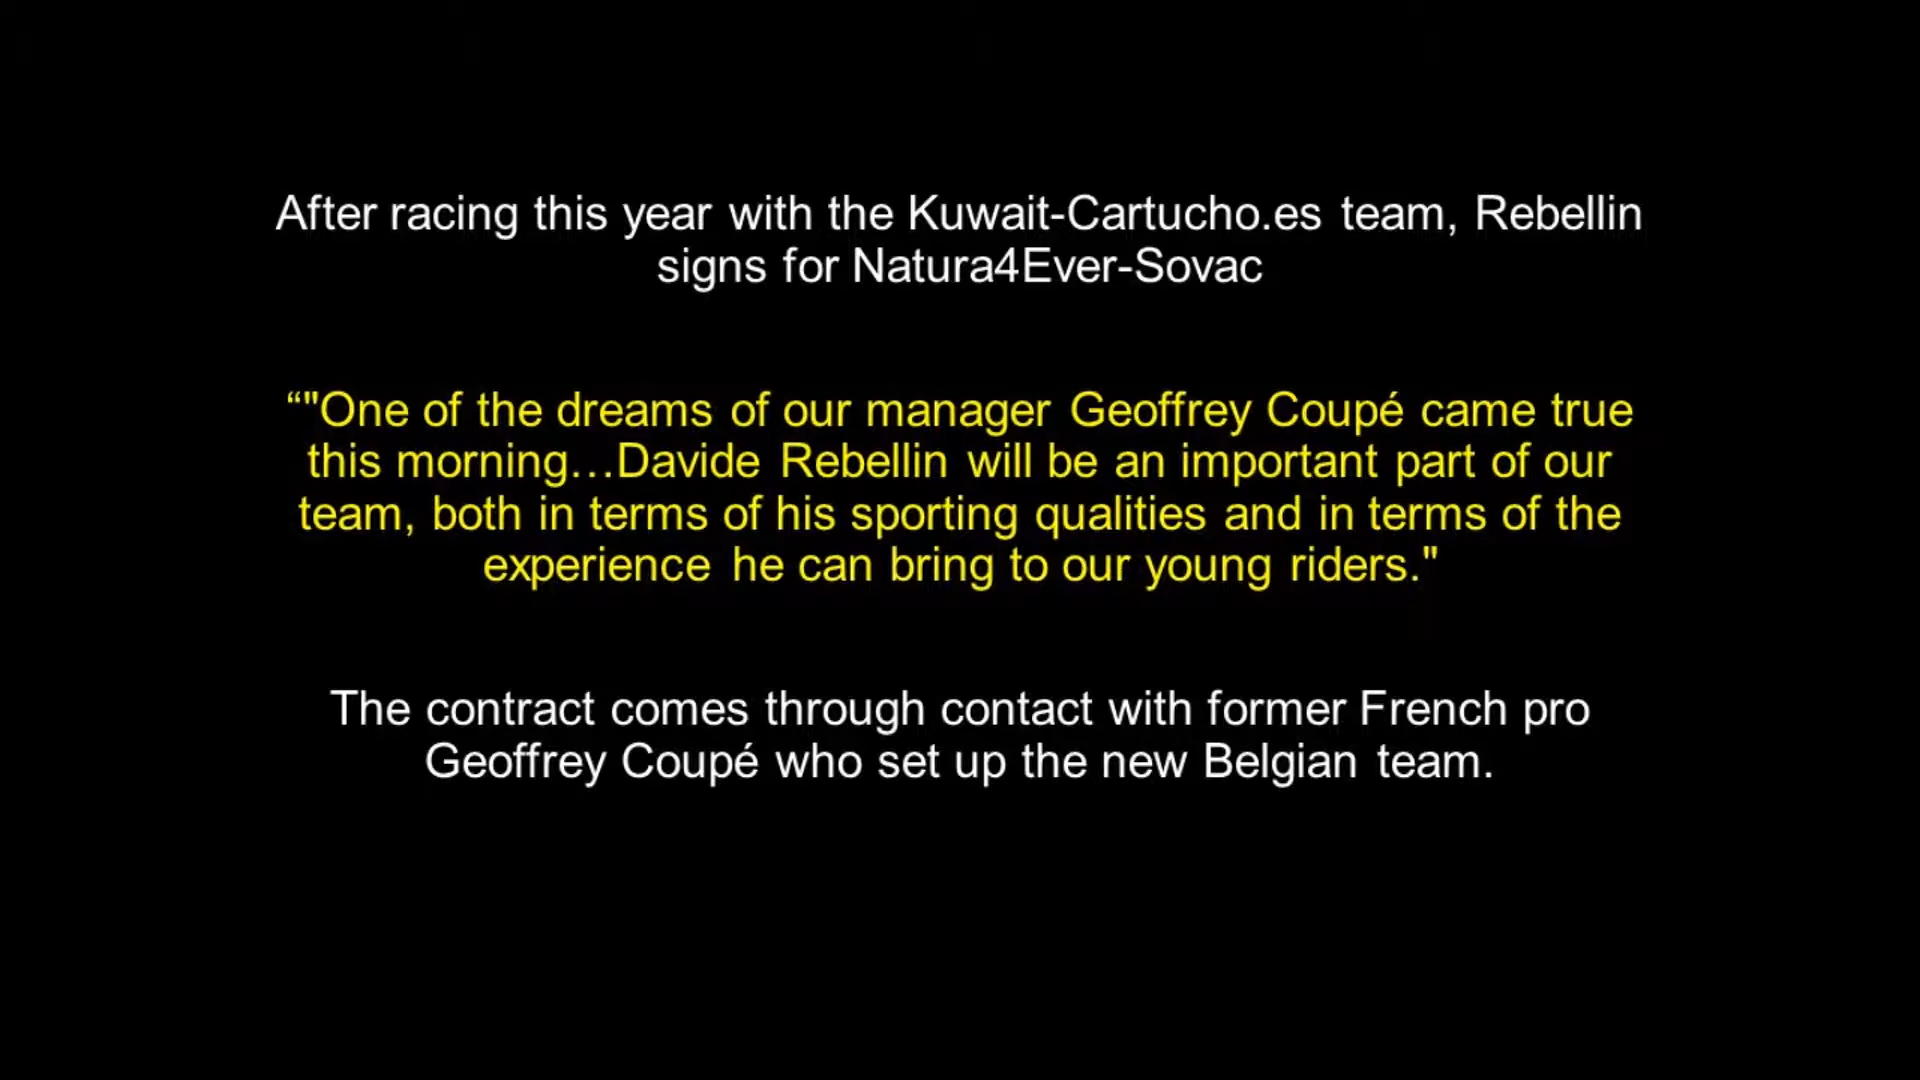 After racing this year with the Kuwait-Cartucho.es team, Rebellin
signs for Natura4Ever-Sovac
“"One of the dreams of our manager Geoffrey Coupé came true
this morning…Davide Rebellin will be an important part of our
team, both in terms of his sporting qualities and in terms of the
experience he can bring to our young riders."
The contract comes through contact with former French pro
Geoffrey Coupé who set up the new Belgian team.